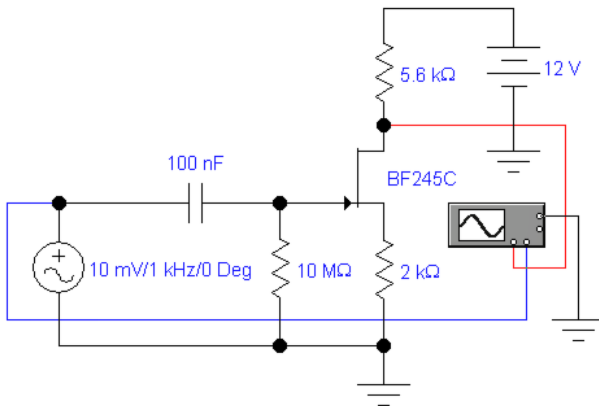 5.6 kΩ
12 V
100 nF
BF245C
10 mV/1 kHz/0 Deg
10 MΩ
2 kΩ